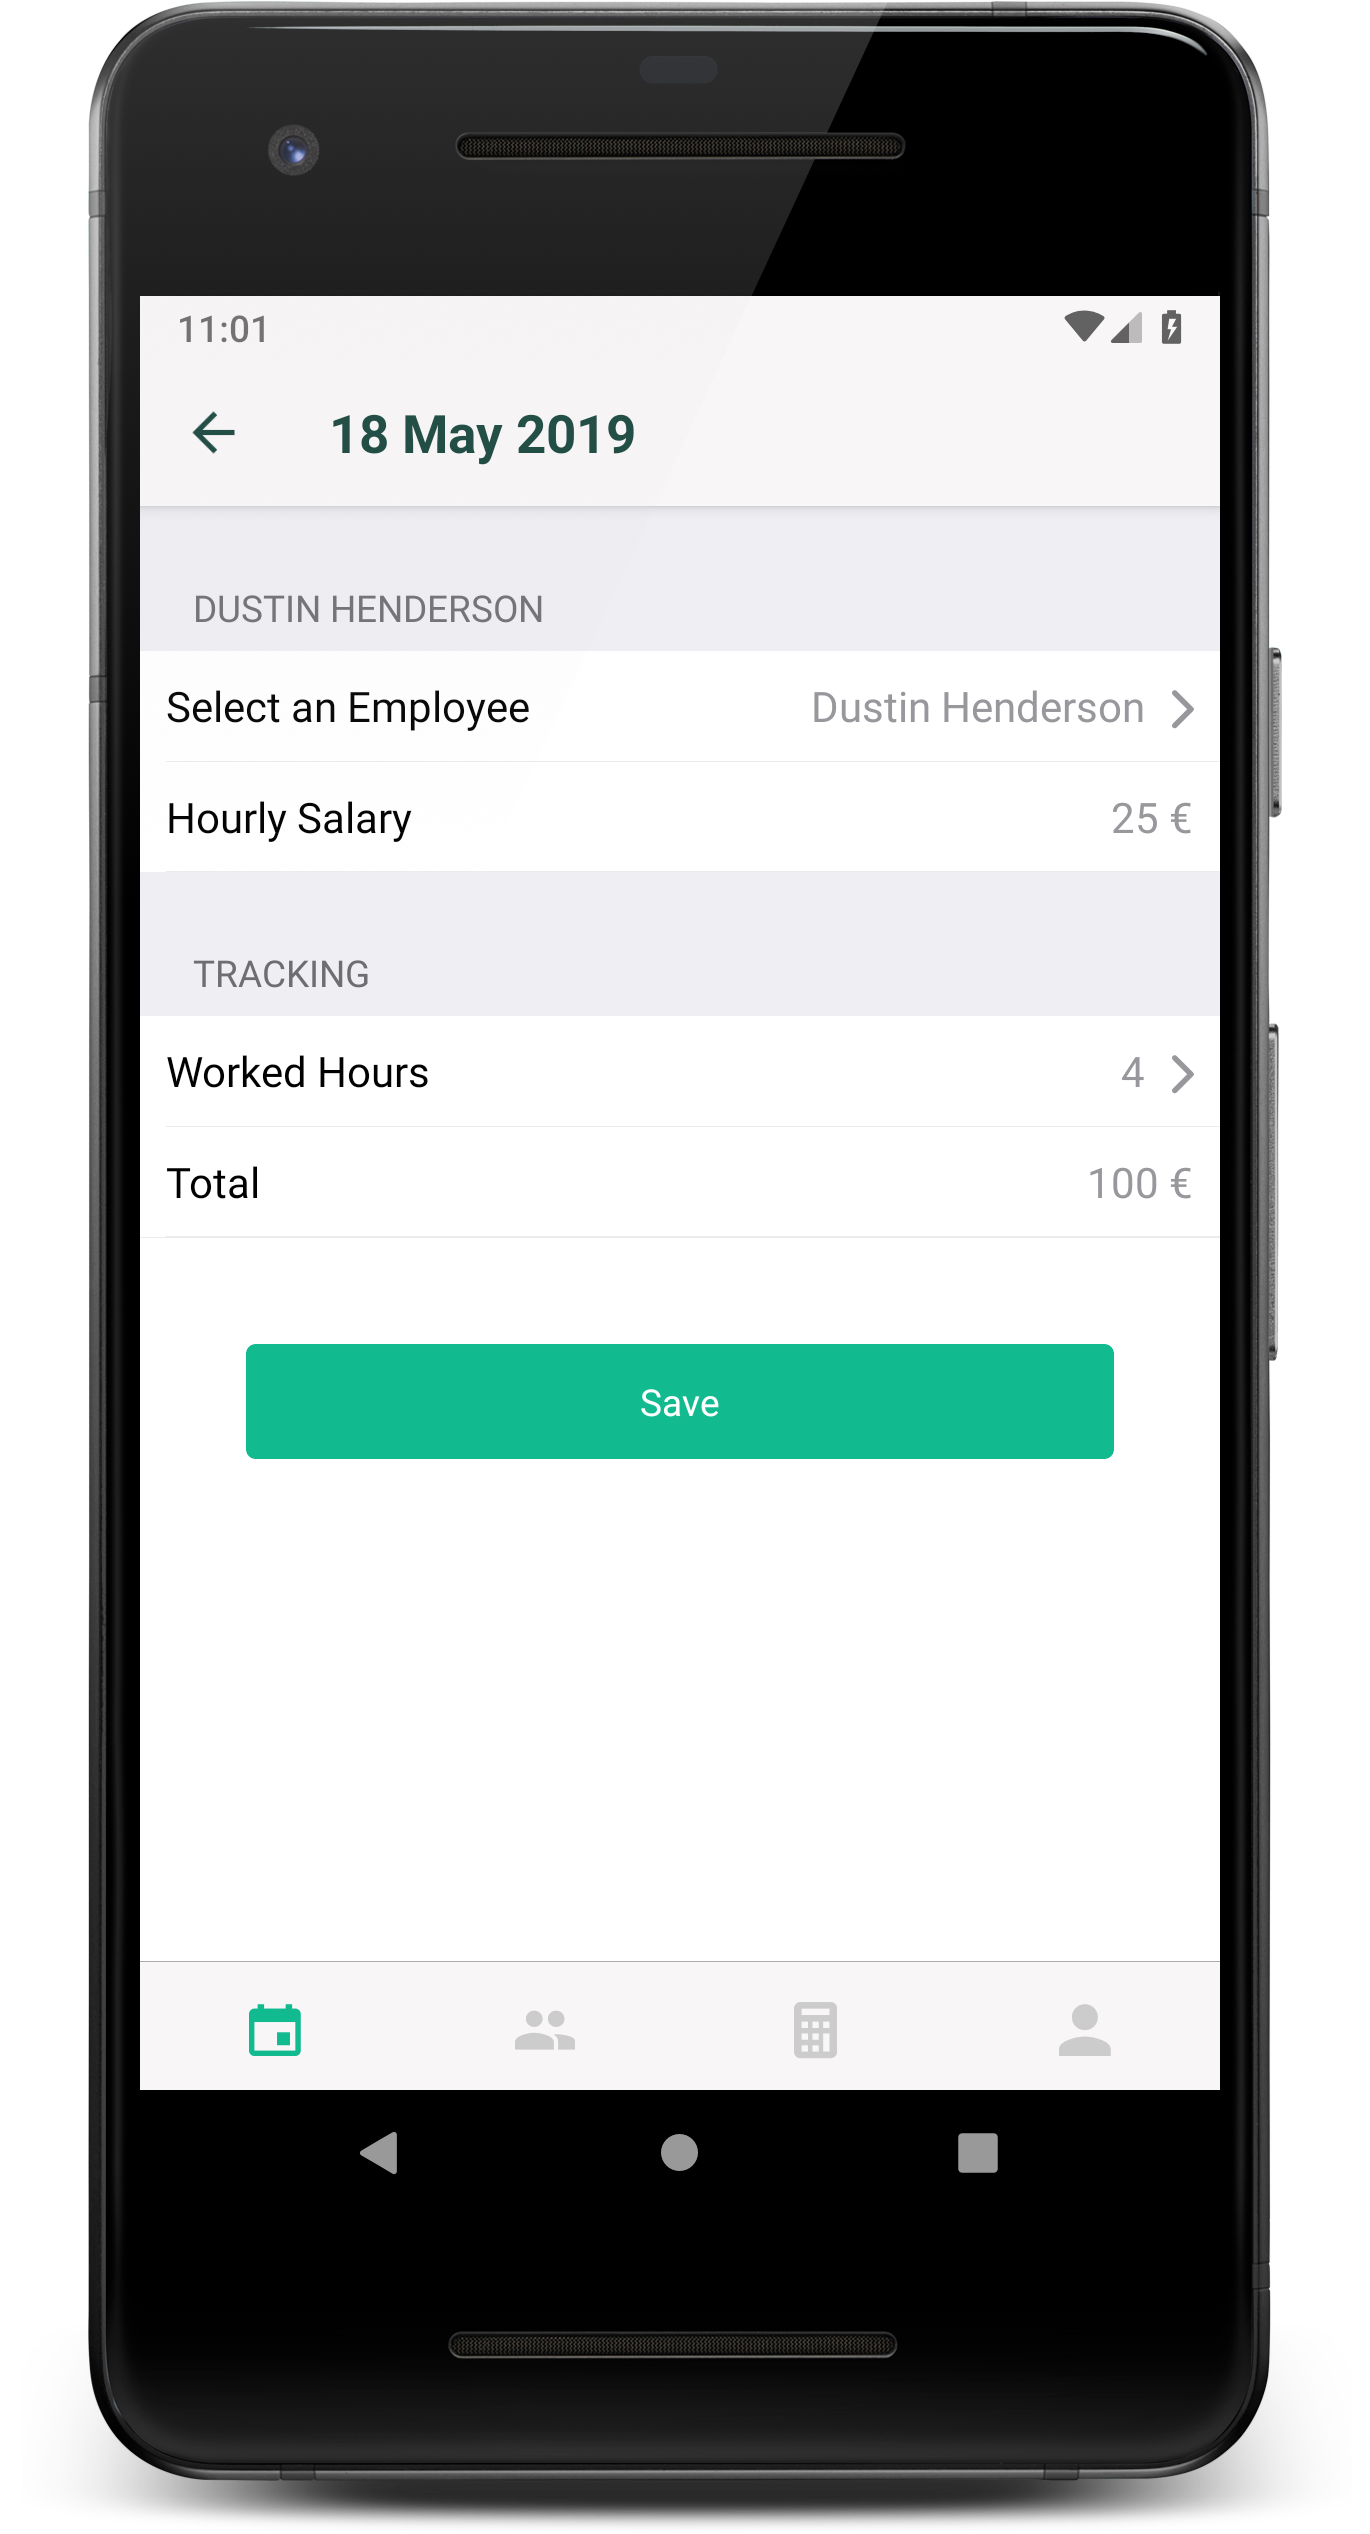 11:01
18 May 2019
DUSTIN HENDERSON
Select an Employee Dustin Henderson
Hourly Salary 25 €
TRACKING
Worked Hours 4
Total 100 €
Save